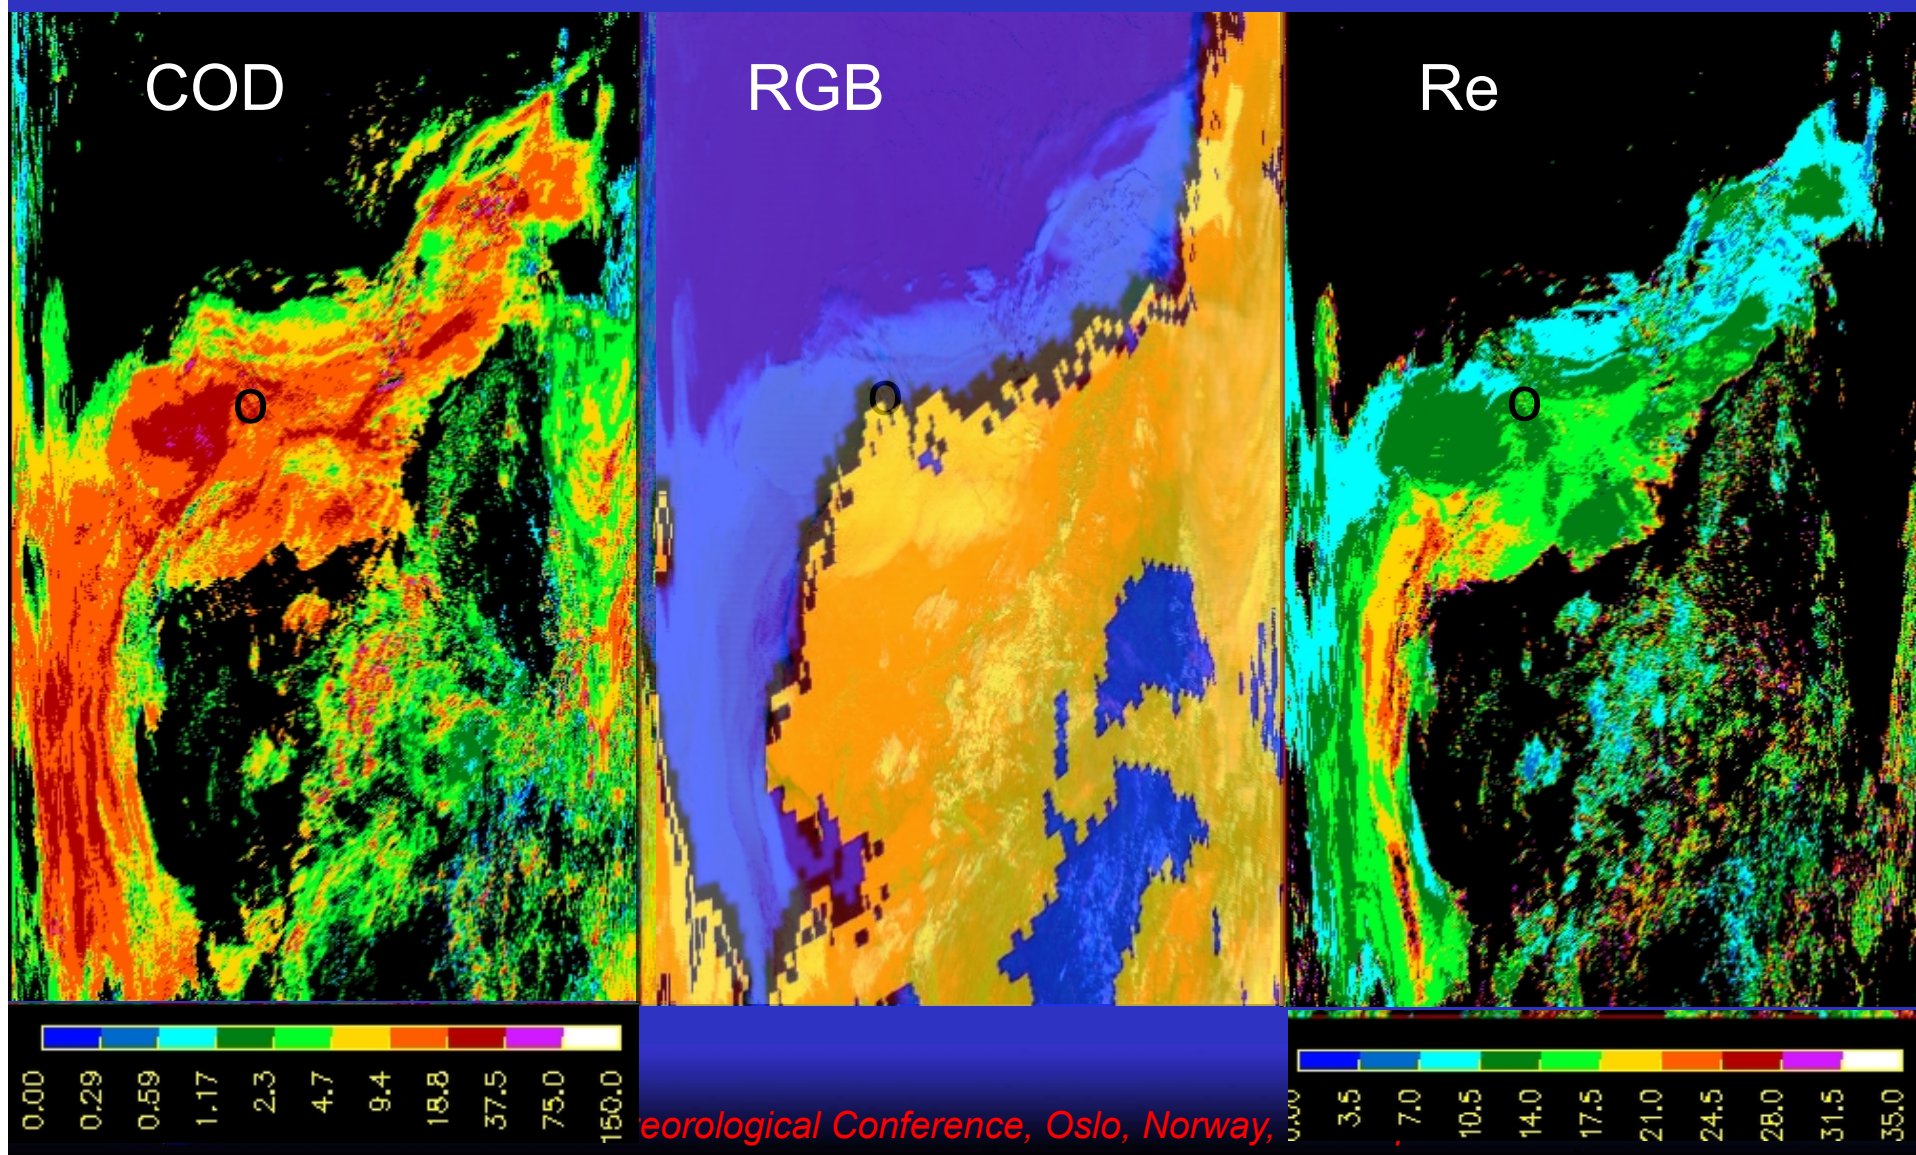 COD RGB Re
o o o
0.00 0.29 0.59 1.17 2.3 4.7 9.4 18.8 37.5 75.0 150.0
3.5 7.0 10.5 14.0 17.5 21.0 24.5 28.0 31.5 35.0
eorological Conference, Oslo, Norway,